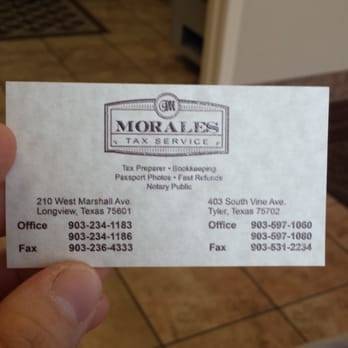 M
MORALES
TAX SERVICE
Tax Preparer • Bookkeeping
Passport Photos • Fast Refunds
Notary Public
210 West Marshall Ave.
Longview, Texas 75601
Office 903-234-1183
903-234-1186
Fax 903-236-4333
403 South Vine Ave.
Tyler, Texas 75702
Office 903-597-1060
903-597-1080
Fax 903-531-2234